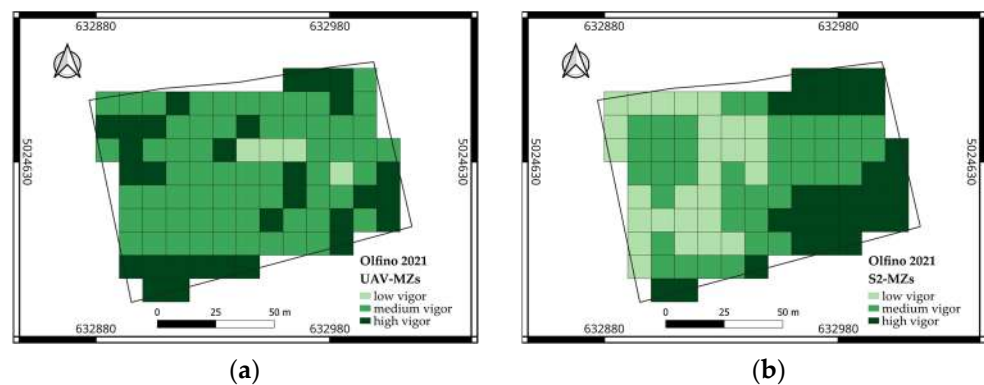 632880 632980
632880 632980
5024630
5024630
Olfino 2021
UAV-MZs
low vigor
medium vigor
high vigor
0 25 50 m
632880 632980
(a)
5024630
5024630
Olfino 2021
S2-MZs
low vigor
medium vigor
high vigor
0 25 50 m
632880 632980
(b)